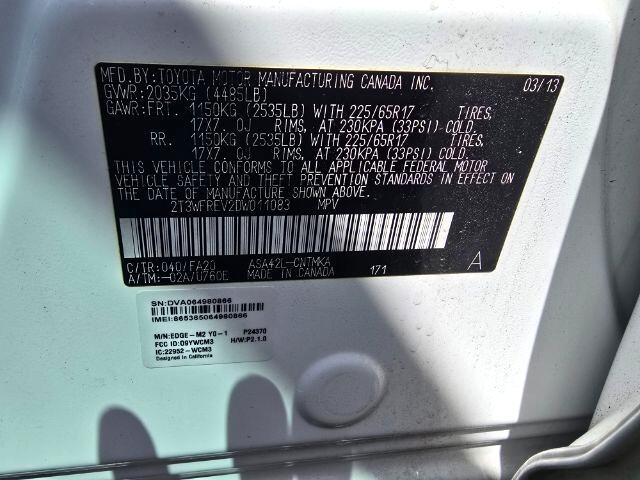 MFD. BY: TOYOTA MOTOR MANUFACTURING CANADA INC. 03/13
GVWR: 2035KG (4485LB)
GAWR: FRT. 1150KG (2535LB) WITH 225/65R17 TIRES,
17X7.0J RIMS, AT 230KPA (33PSI) COLD.
RR. 1150KG (2535LB) WITH 225/65R17 TIRES,
17X7.0J RIMS, AT 230KPA (33PSI) COLD.
THIS VEHICLE CONFORMS TO ALL APPLICABLE FEDERAL MOTOR
VEHICLE SAFETY AND THEFT PREVENTION STANDARDS IN EFFECT ON
THE DATE OF MANUFACTURE SHOWN ABOVE.
2T3WFREV2DW011083 MPV
C/TR: 040/FA20 ASA42L-CNTMKA
A/TM: -02A/U760E MADE IN CANADA 171 A
SN:DVA064980866
IMEI:865385064980866
M/N:EDGE-M2 Y0-1 P24370
FCC ID:O9YWCM3 H/W:P2.1.0
IC:22952-WCM3
Designed in California